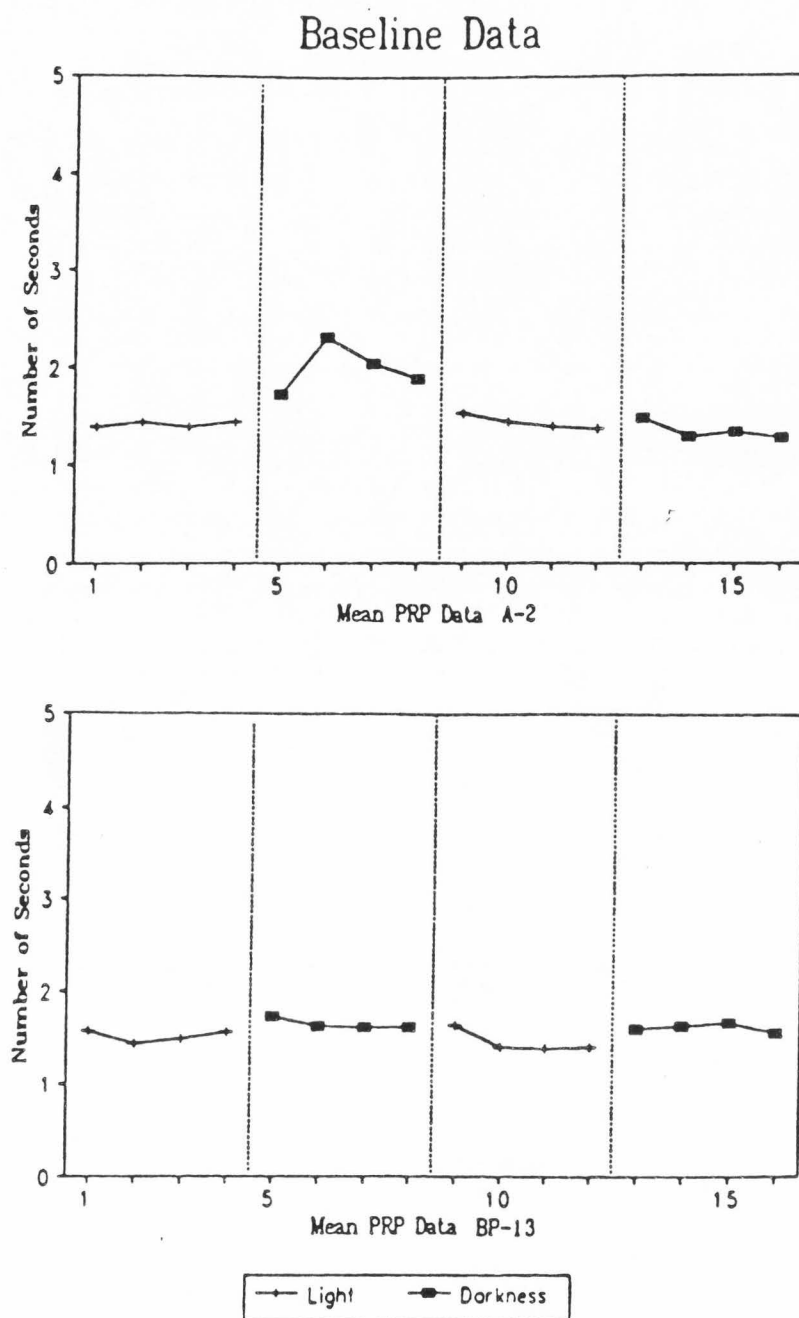 Baseline Data
5
4
3
2
1
0
Number of Seconds
1 5 10 15
Mean PRP Data A-2
5
4
3
2
1
0
Number of Seconds
1 5 10 15
Mean PRP Data BP-13
Light Darkness